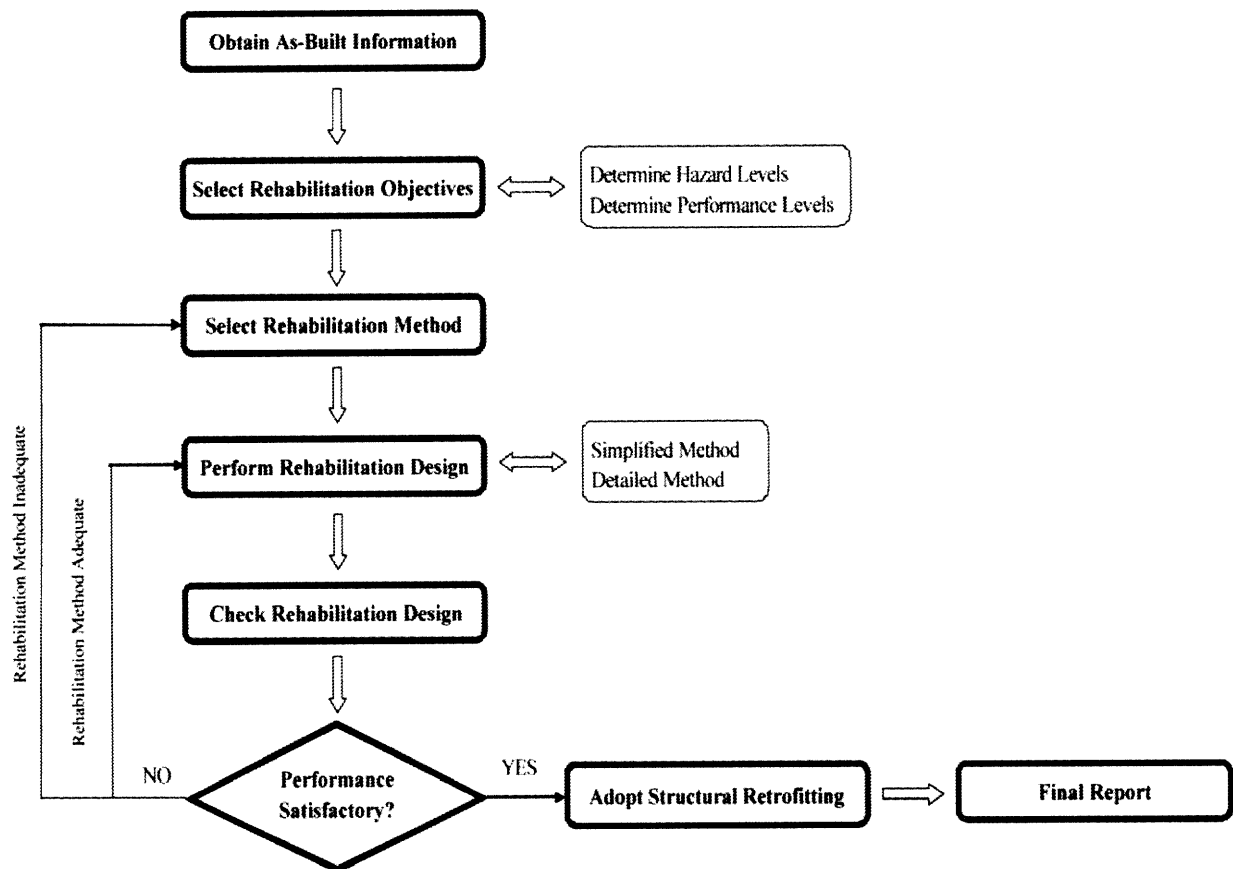 Obtain As-Built Information
Select Rehabilitation Objectives
Determine Hazard Levels
Determine Performance Levels
Select Rehabilitation Method
Perform Rehabilitation Design
Simplified Method
Detailed Method
Rehabilitation Method Inadequate
Rehabilitation Method Adequate
Check Rehabilitation Design
NO
Performance
Satisfactory?
YES
Adopt Structural Retrofitting
Final Report